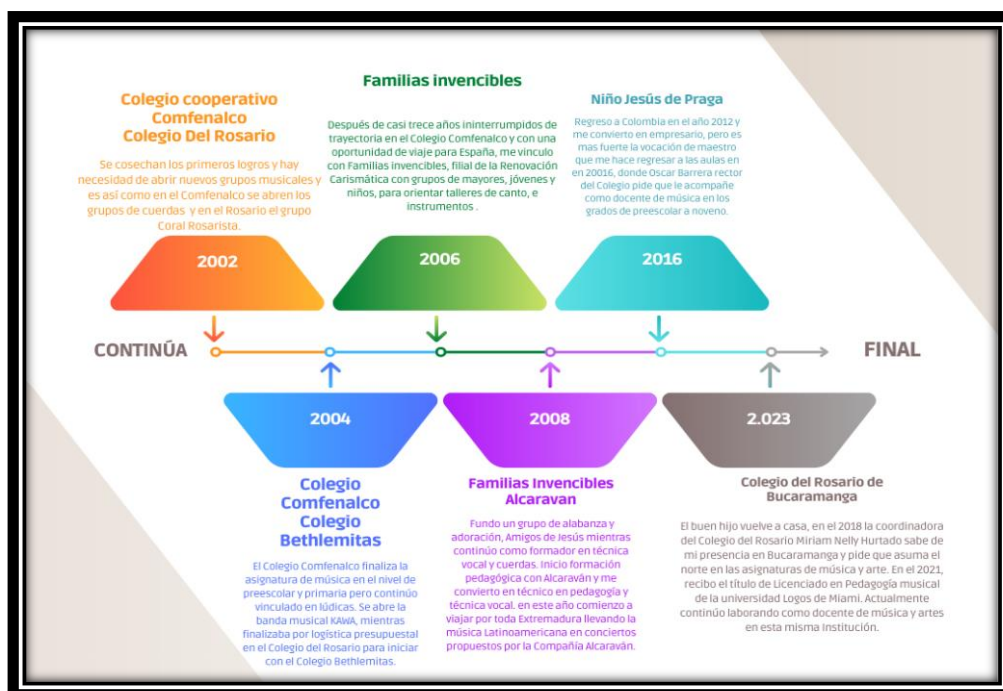 Colegio cooperativo
Comfenalco
Colegio Del Rosario
Se cosechan los primeros logros y hay
necesidad de abrir nuevos grupos musicales y
es así como en el Comfenalco se abren los
grupos de cuerdas y en el Rosario el grupo
Coral Rosarista.
2002
Familias invencibles
Después de casi trece años ininterrumpidos de
trayectoria en el Colegio Comfenalco y con una
oportunidad de viaje para España, me vinculo
con Familias invencibles, filial de la Renovación
Carismática con grupos de mayores, jóvenes y
niños, para orientar talleres de canto, e
instrumentos .
2006
Niño Jesús de Praga
Regreso a Colombia en el año 2012 y
me convierto en empresario, pero es
mas fuerte la vocación de maestro
que me hace regresar a las aulas en
en 20016, donde Oscar Barrera rector
del Colegio pide que le acompañe
como docente de música en los
grados de preescolar a noveno.
2016
CONTINÚA
FINAL
2004
Colegio
Comfenalco
Colegio
Bethlemitas
El Colegio Comfenalco finaliza la
asignatura de música en el nivel de
preescolar y primaria pero continúo
vinculado en lúdicas. Se abre la
banda musical KAWA, mientras
finalizaba por logística presupuestal
en el Colegio del Rosario para iniciar
con el Colegio Bethlemitas.
2008
Familias Invencibles
Alcaravan
Fundo un grupo de alabanza y
adoración, Amigos de Jesús mientras
continúo como formador en técnica
vocal y cuerdas. Inicio formación
pedagógica con Alcaraván y me
convierto en técnico en pedagogía y
técnica vocal. en este año comienzo a
viajar por toda Extremadura llevando la
música Latinoamericana en conciertos
propuestos por la Compañía Alcaraván.
2.023
Colegio del Rosario de
Bucaramanga
El buen hijo vuelve a casa, en el 2018 la coordinadora
del Colegio del Rosario Miriam Nelly Hurtado sabe de
mi presencia en Bucaramanga y pide que asuma el
norte en las asignaturas de música y arte. En el 2021,
recibo el título de Licenciado en Pedagogía musical
de la universidad Logos de Miami. Actualmente
continúo laborando como docente de música y artes
en esta misma Institución.